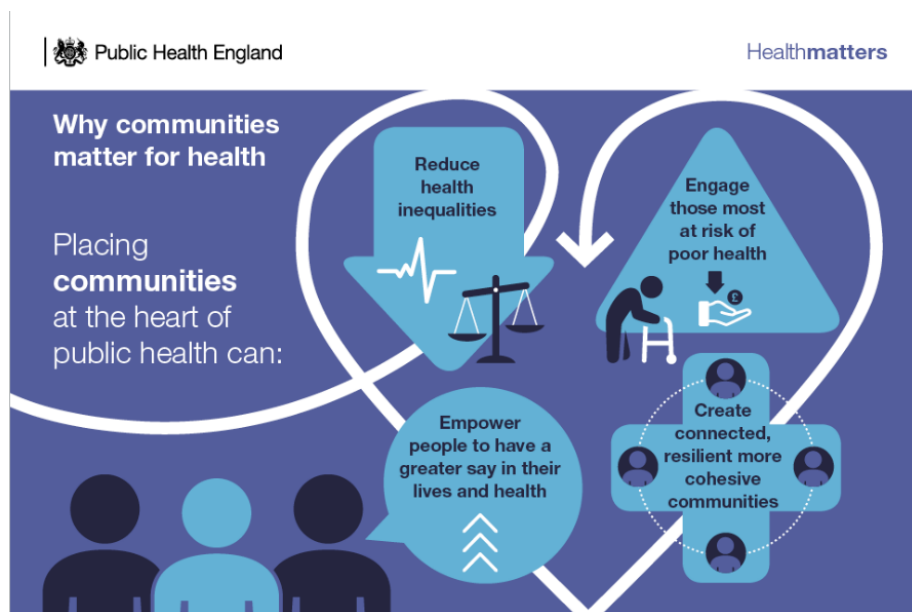 Public Health England
Healthmatters
Why communities
matter for health
Placing
communities
at the heart of
public health can:
Reduce
health
inequalities
Engage
those most
at risk of
poor health
£
Empower
people to have a
greater say in their
lives and health
Create
connected,
resilient more
cohesive
communities